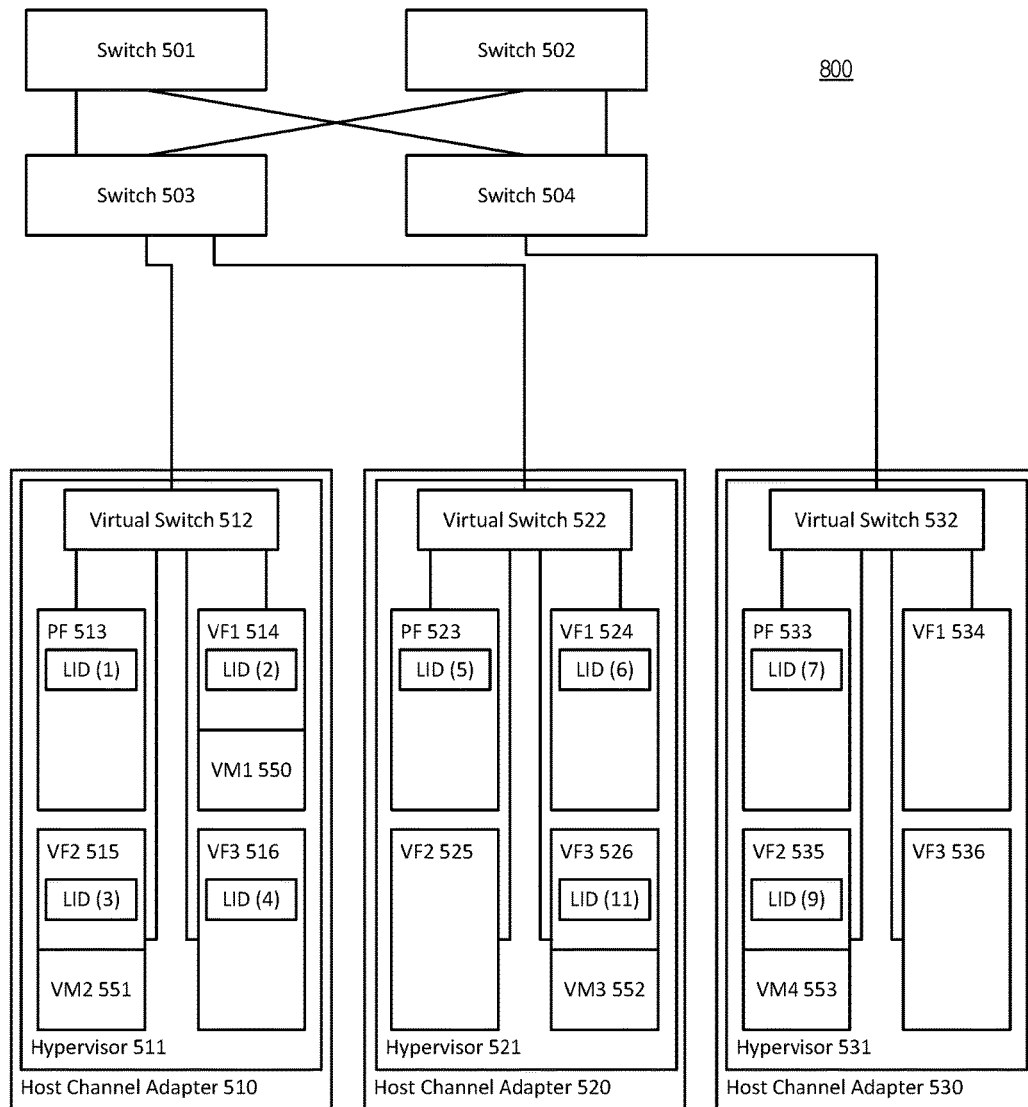 Switch 501
Switch 502
800
Switch 503
Switch 504
Virtual Switch 512
PF 513
LID (1)
VF1 514
LID (2)
VM1 550
VF2 515
LID (3)
VM2 551
VF3 516
LID (4)
Hypervisor 511
Host Channel Adapter 510
Virtual Switch 522
PF 523
LID (5)
VF1 524
LID (6)
VF2 525
VF3 526
LID (11)
VM3 552
Hypervisor 521
Host Channel Adapter 520
Virtual Switch 532
PF 533
LID (7)
VF1 534
VF2 535
LID (9)
VM4 553
VF3 536
Hypervisor 531
Host Channel Adapter 530